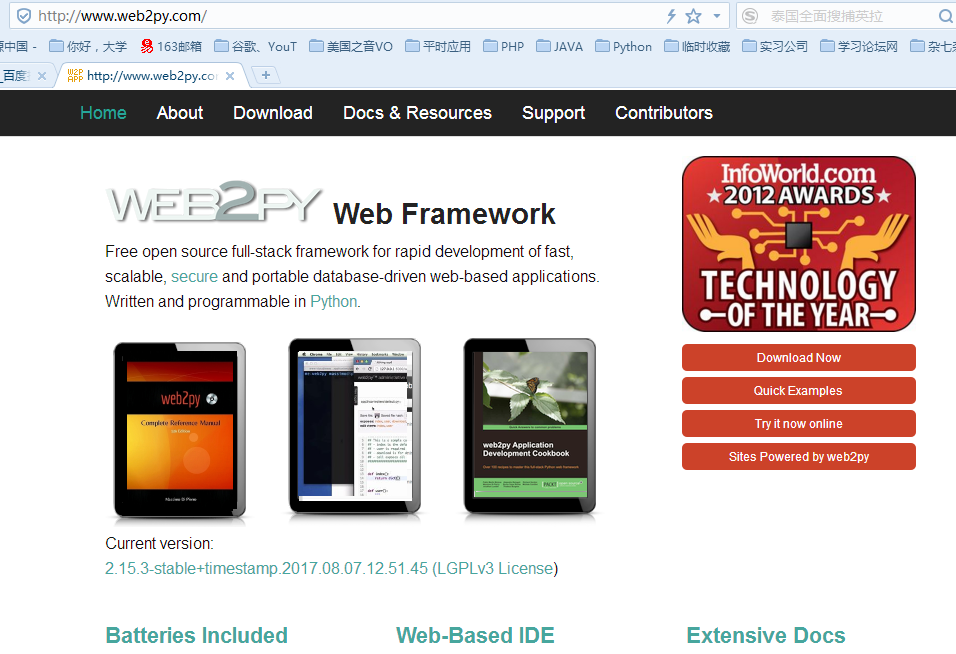 http://www.web2py.com/
泰国全面搜捕英拉
原中国 - 你好，大学 163邮箱 谷歌、YouT 美国之音VO 平时应用 PHP JAVA Python 临时收藏 实习公司 学习论坛网 杂七杂
_百度 http://www.web2py.co
Home About Download Docs & Resources Support Contributors
WEB2PY Web Framework
Free open source full-stack framework for rapid development of fast,
scalable, secure and portable database-driven web-based applications.
Written and programmable in Python.
InfoWorld.com
2012 AWARDS
TECHNOLOGY
OF THE YEAR
Download Now
Quick Examples
Try it now online
Sites Powered by web2py
web2py
Complete Reference Manual
web2py Application
Development Cookbook
Current version:
2.15.3-stable+timestamp.2017.08.07.12.51.45 (LGPLv3 License)
Batteries Included Web-Based IDE Extensive Docs